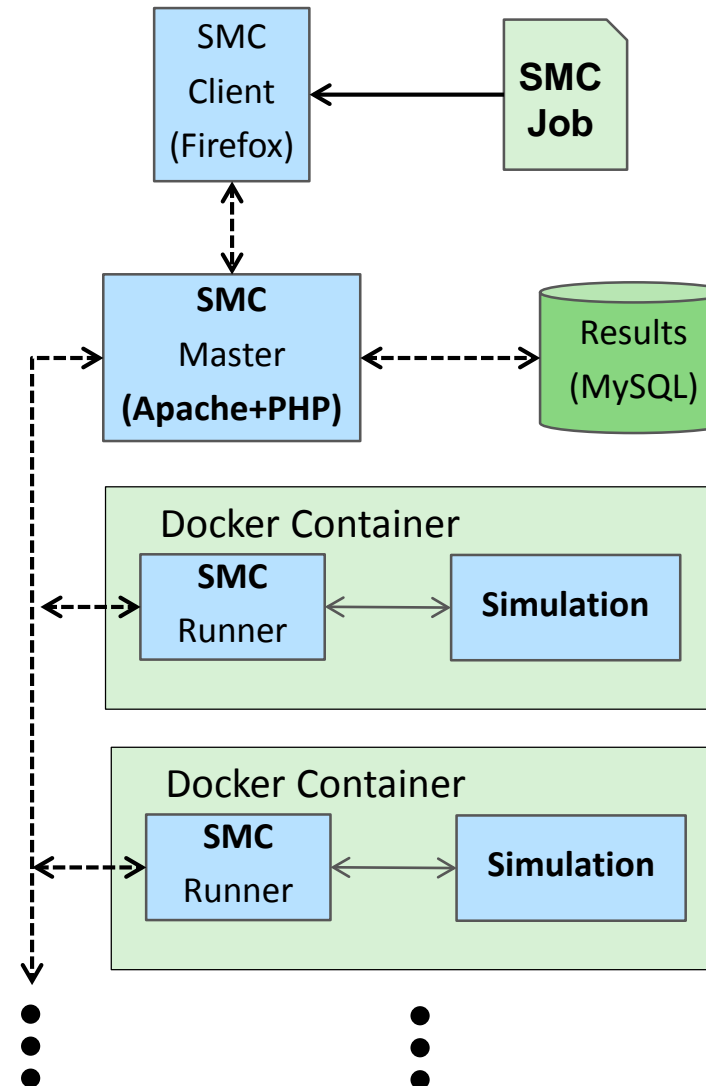 SMC
Client
(Firefox)
SMC
Job
SMC
Master
(Apache+PHP)
Results
(MySQL)
Docker Container
SMC
Runner
Simulation
Docker Container
SMC
Runner
Simulation